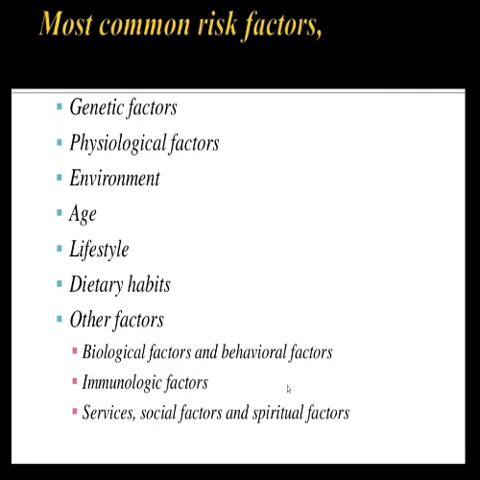 Most common risk factors,
Genetic factors
Physiological factors
Environment
Age
Lifestyle
Dietary habits
Other factors
Biological factors and behavioral factors
Immunologic factors
Services, social factors and spiritual factors